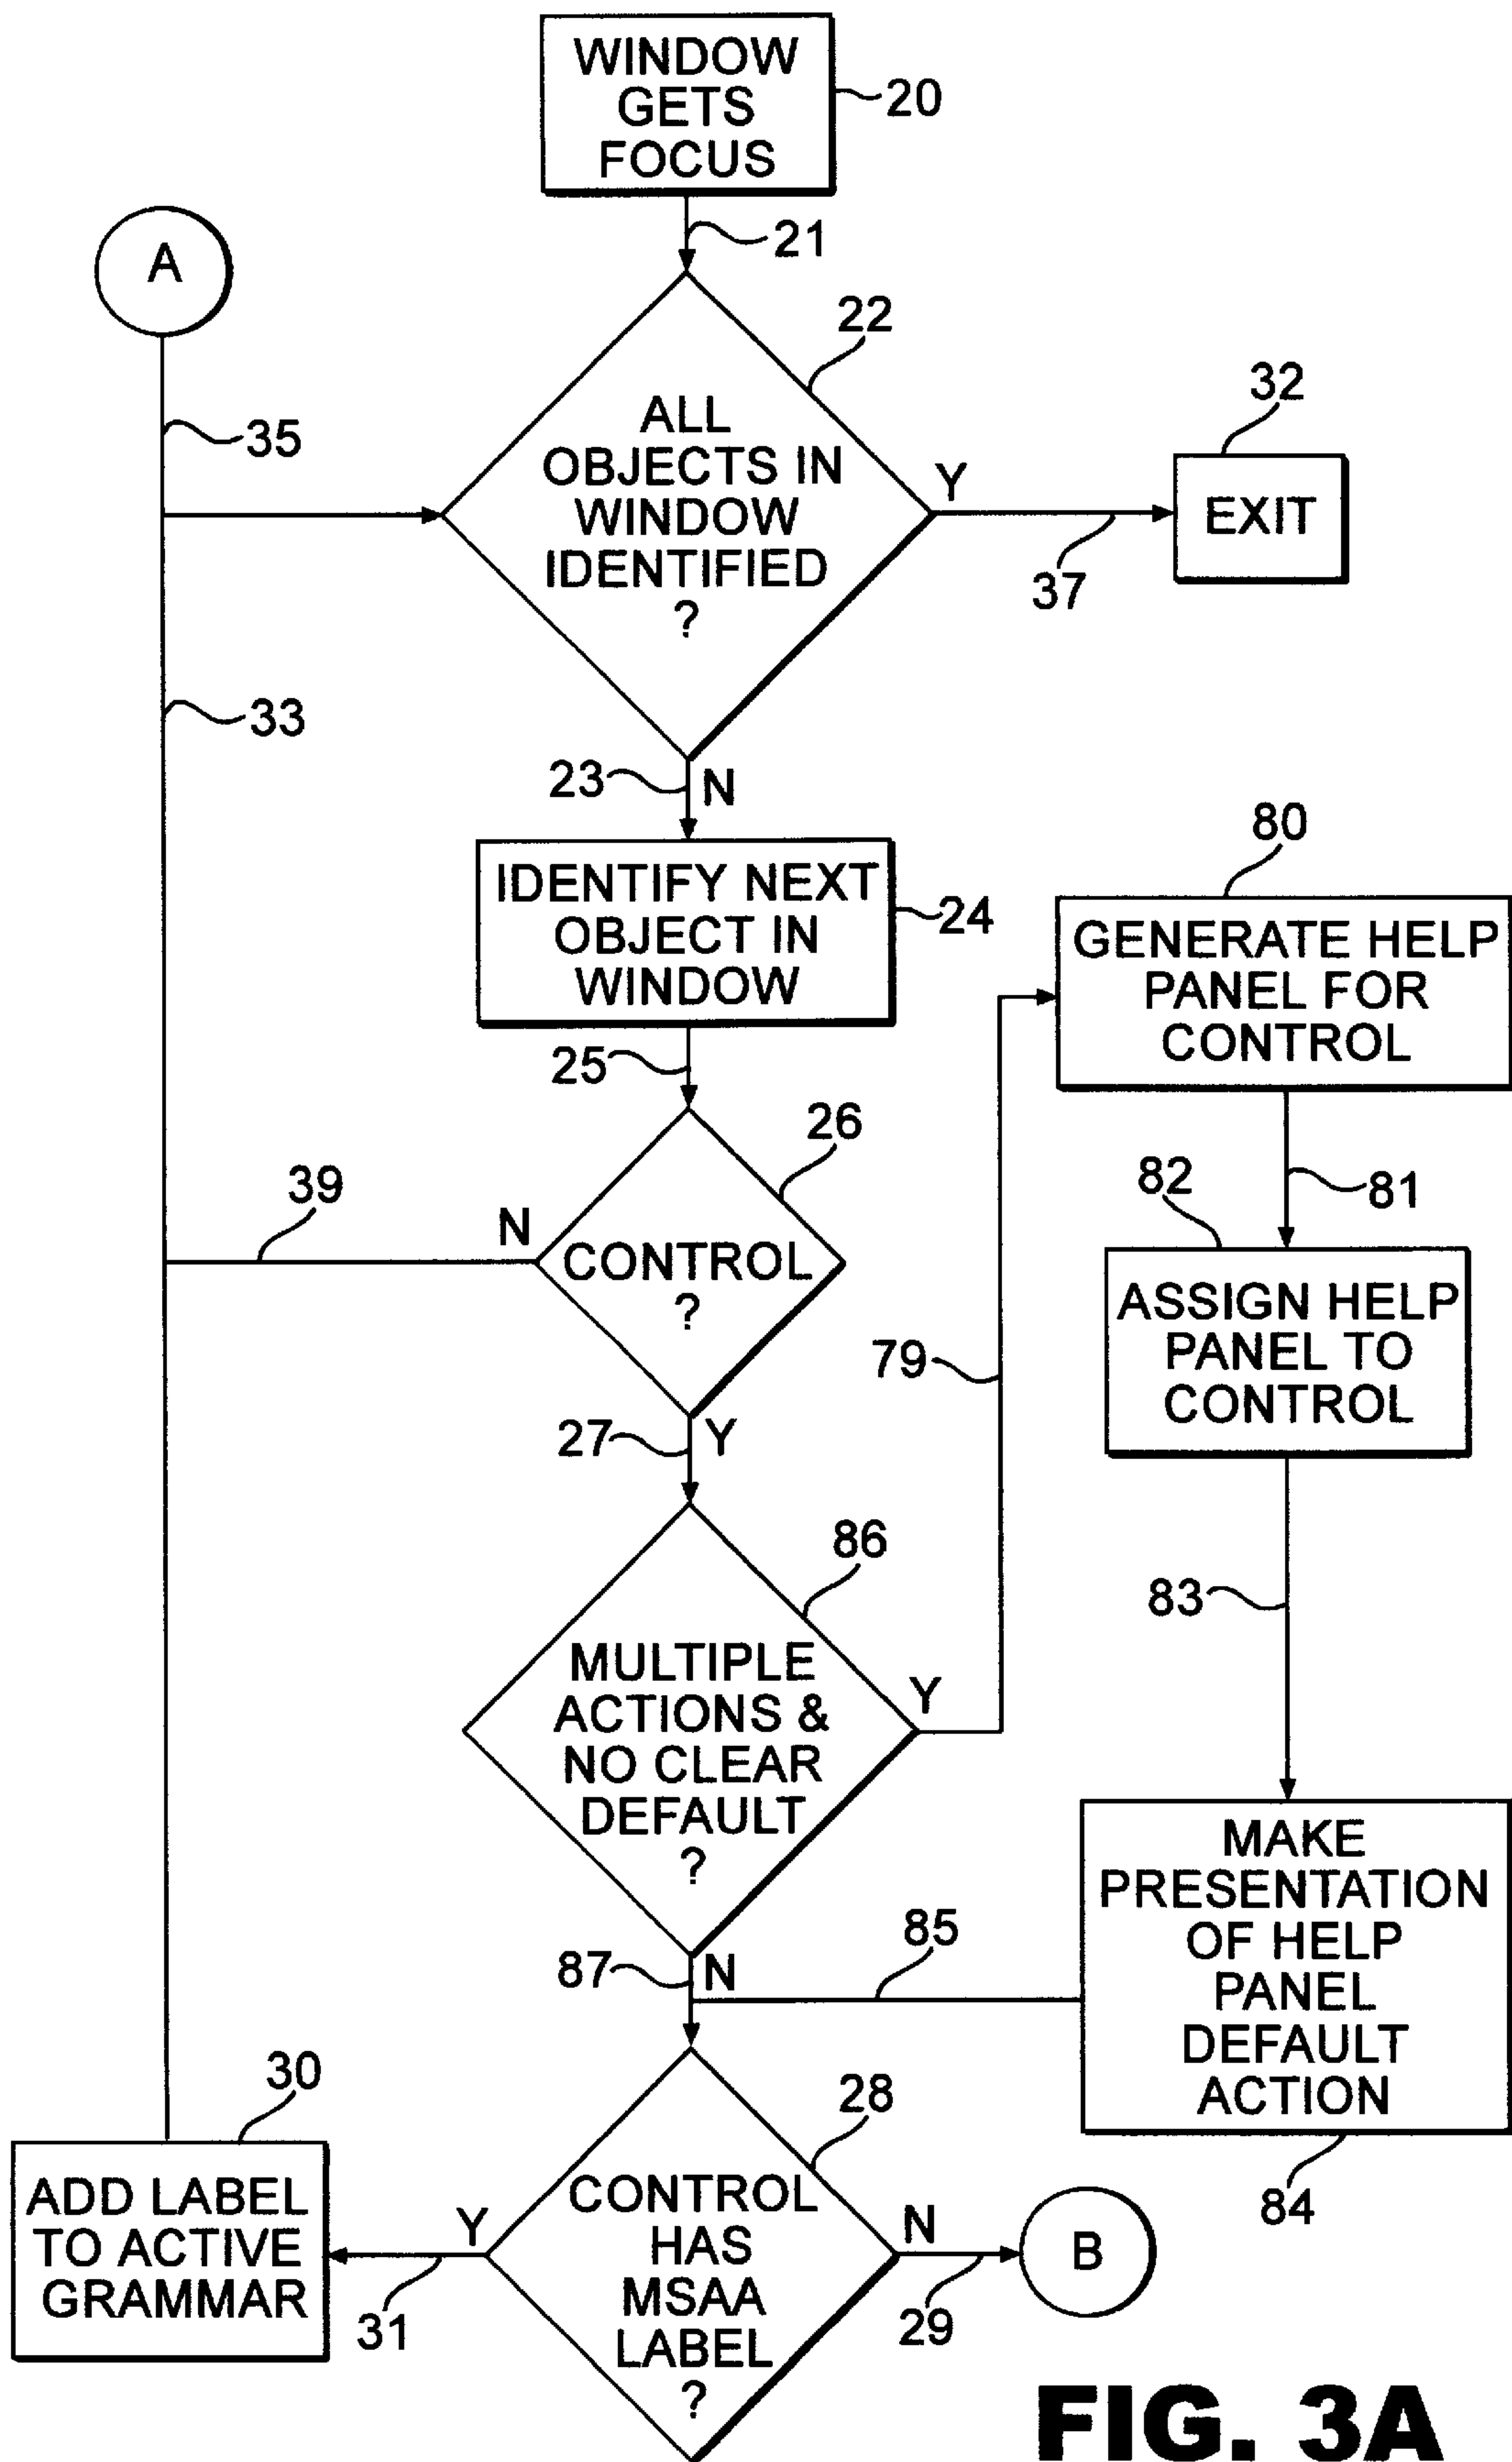 WINDOW
GETS
FOCUS
20
21
A
22
ALL
OBJECTS IN
WINDOW
IDENTIFIED
?
35
Y
32
EXIT
37
33
23
N
IDENTIFY NEXT
OBJECT IN
WINDOW
24
80
GENERATE HELP
PANEL FOR
CONTROL
25
26
39
N
CONTROL
?
81
82
ASSIGN HELP
PANEL TO
CONTROL
79
27
Y
86
83
MULTIPLE
ACTIONS &
NO CLEAR
DEFAULT
?
Y
MAKE
PRESENTATION
OF HELP
PANEL
DEFAULT
ACTION
84
85
87
N
30
ADD LABEL
TO ACTIVE
GRAMMAR
28
CONTROL
HAS
MSAA
LABEL
?
Y
31
N
29
B
FIG. 3A